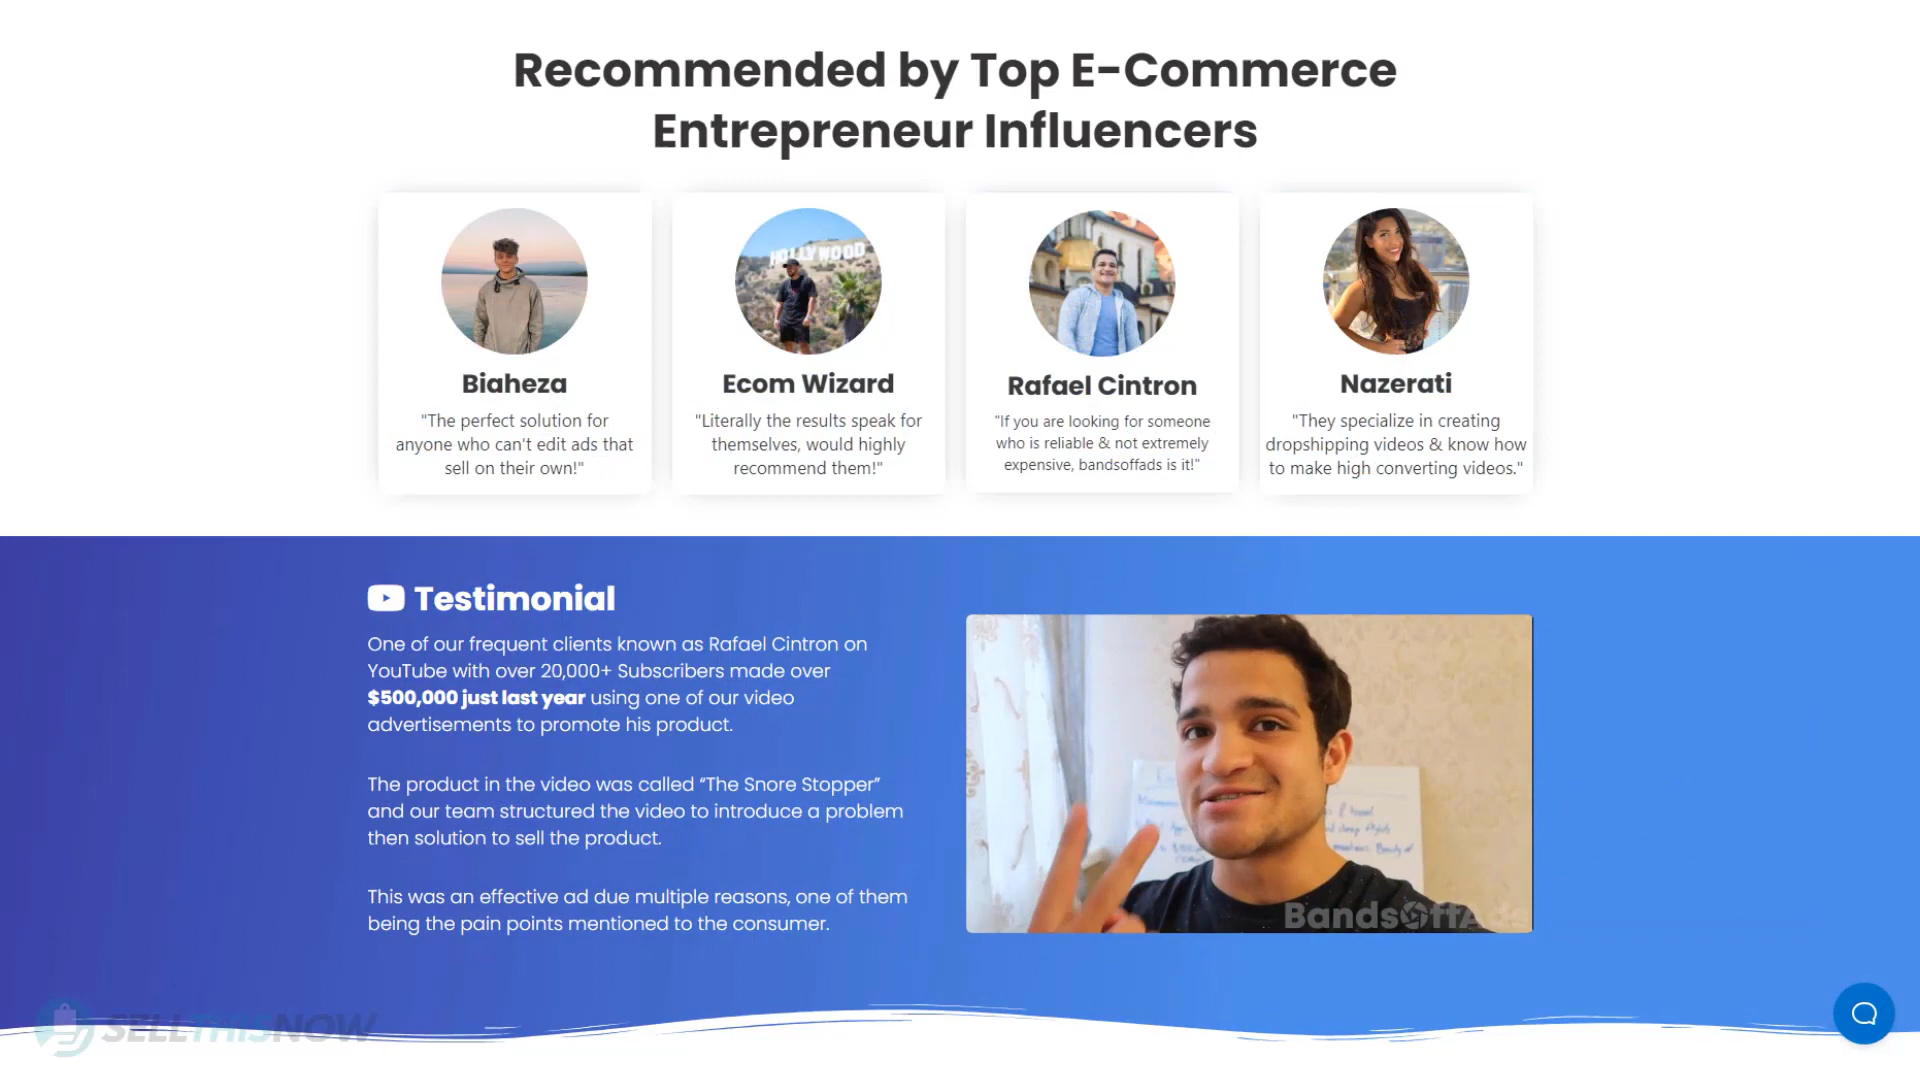 Recommended by Top E-Commerce
Entrepreneur Influencers
HOLLYWOOD
Biaheza
"The perfect solution for
anyone who can't edit ads that
sell on their own!"
Ecom Wizard
"Literally the results speak for
themselves, would highly
recommend them!"
Rafael Cintron
"If you are looking for someone
who is reliable & not extremely
expensive, bandsoffads is it!"
Nazerati
"They specialize in creating
dropshipping videos & know how
to make high converting videos."
Testimonial
One of our frequent clients known as Rafael Cintron on
YouTube with over 20,000+ Subscribers made over
$500,000 just last year using one of our video
advertisements to promote his product.
The product in the video was called “The Snore Stopper”
and our team structured the video to introduce a problem
then solution to sell the product.
This was an effective ad due multiple reasons, one of them
being the pain points mentioned to the consumer.
BandsOffAds
SELLTHISNOW